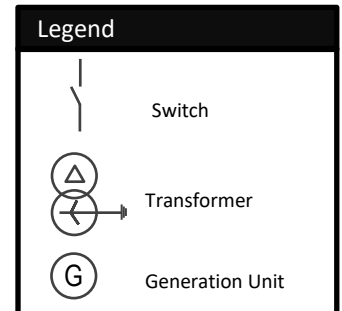 Legend
Switch
Transformer
G
Generation Unit